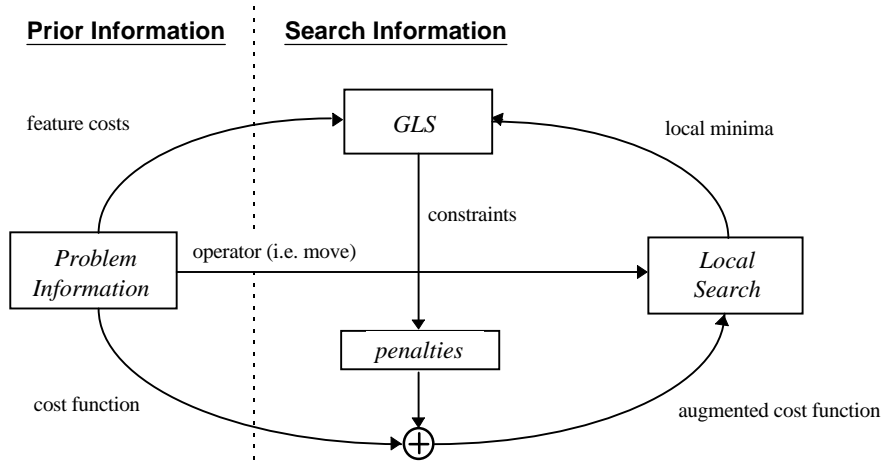 Prior Information
Search Information
feature costs
GLS
local minima
constraints
operator (i.e. move)
Problem
Information
Local
Search
penalties
cost function
augmented cost function